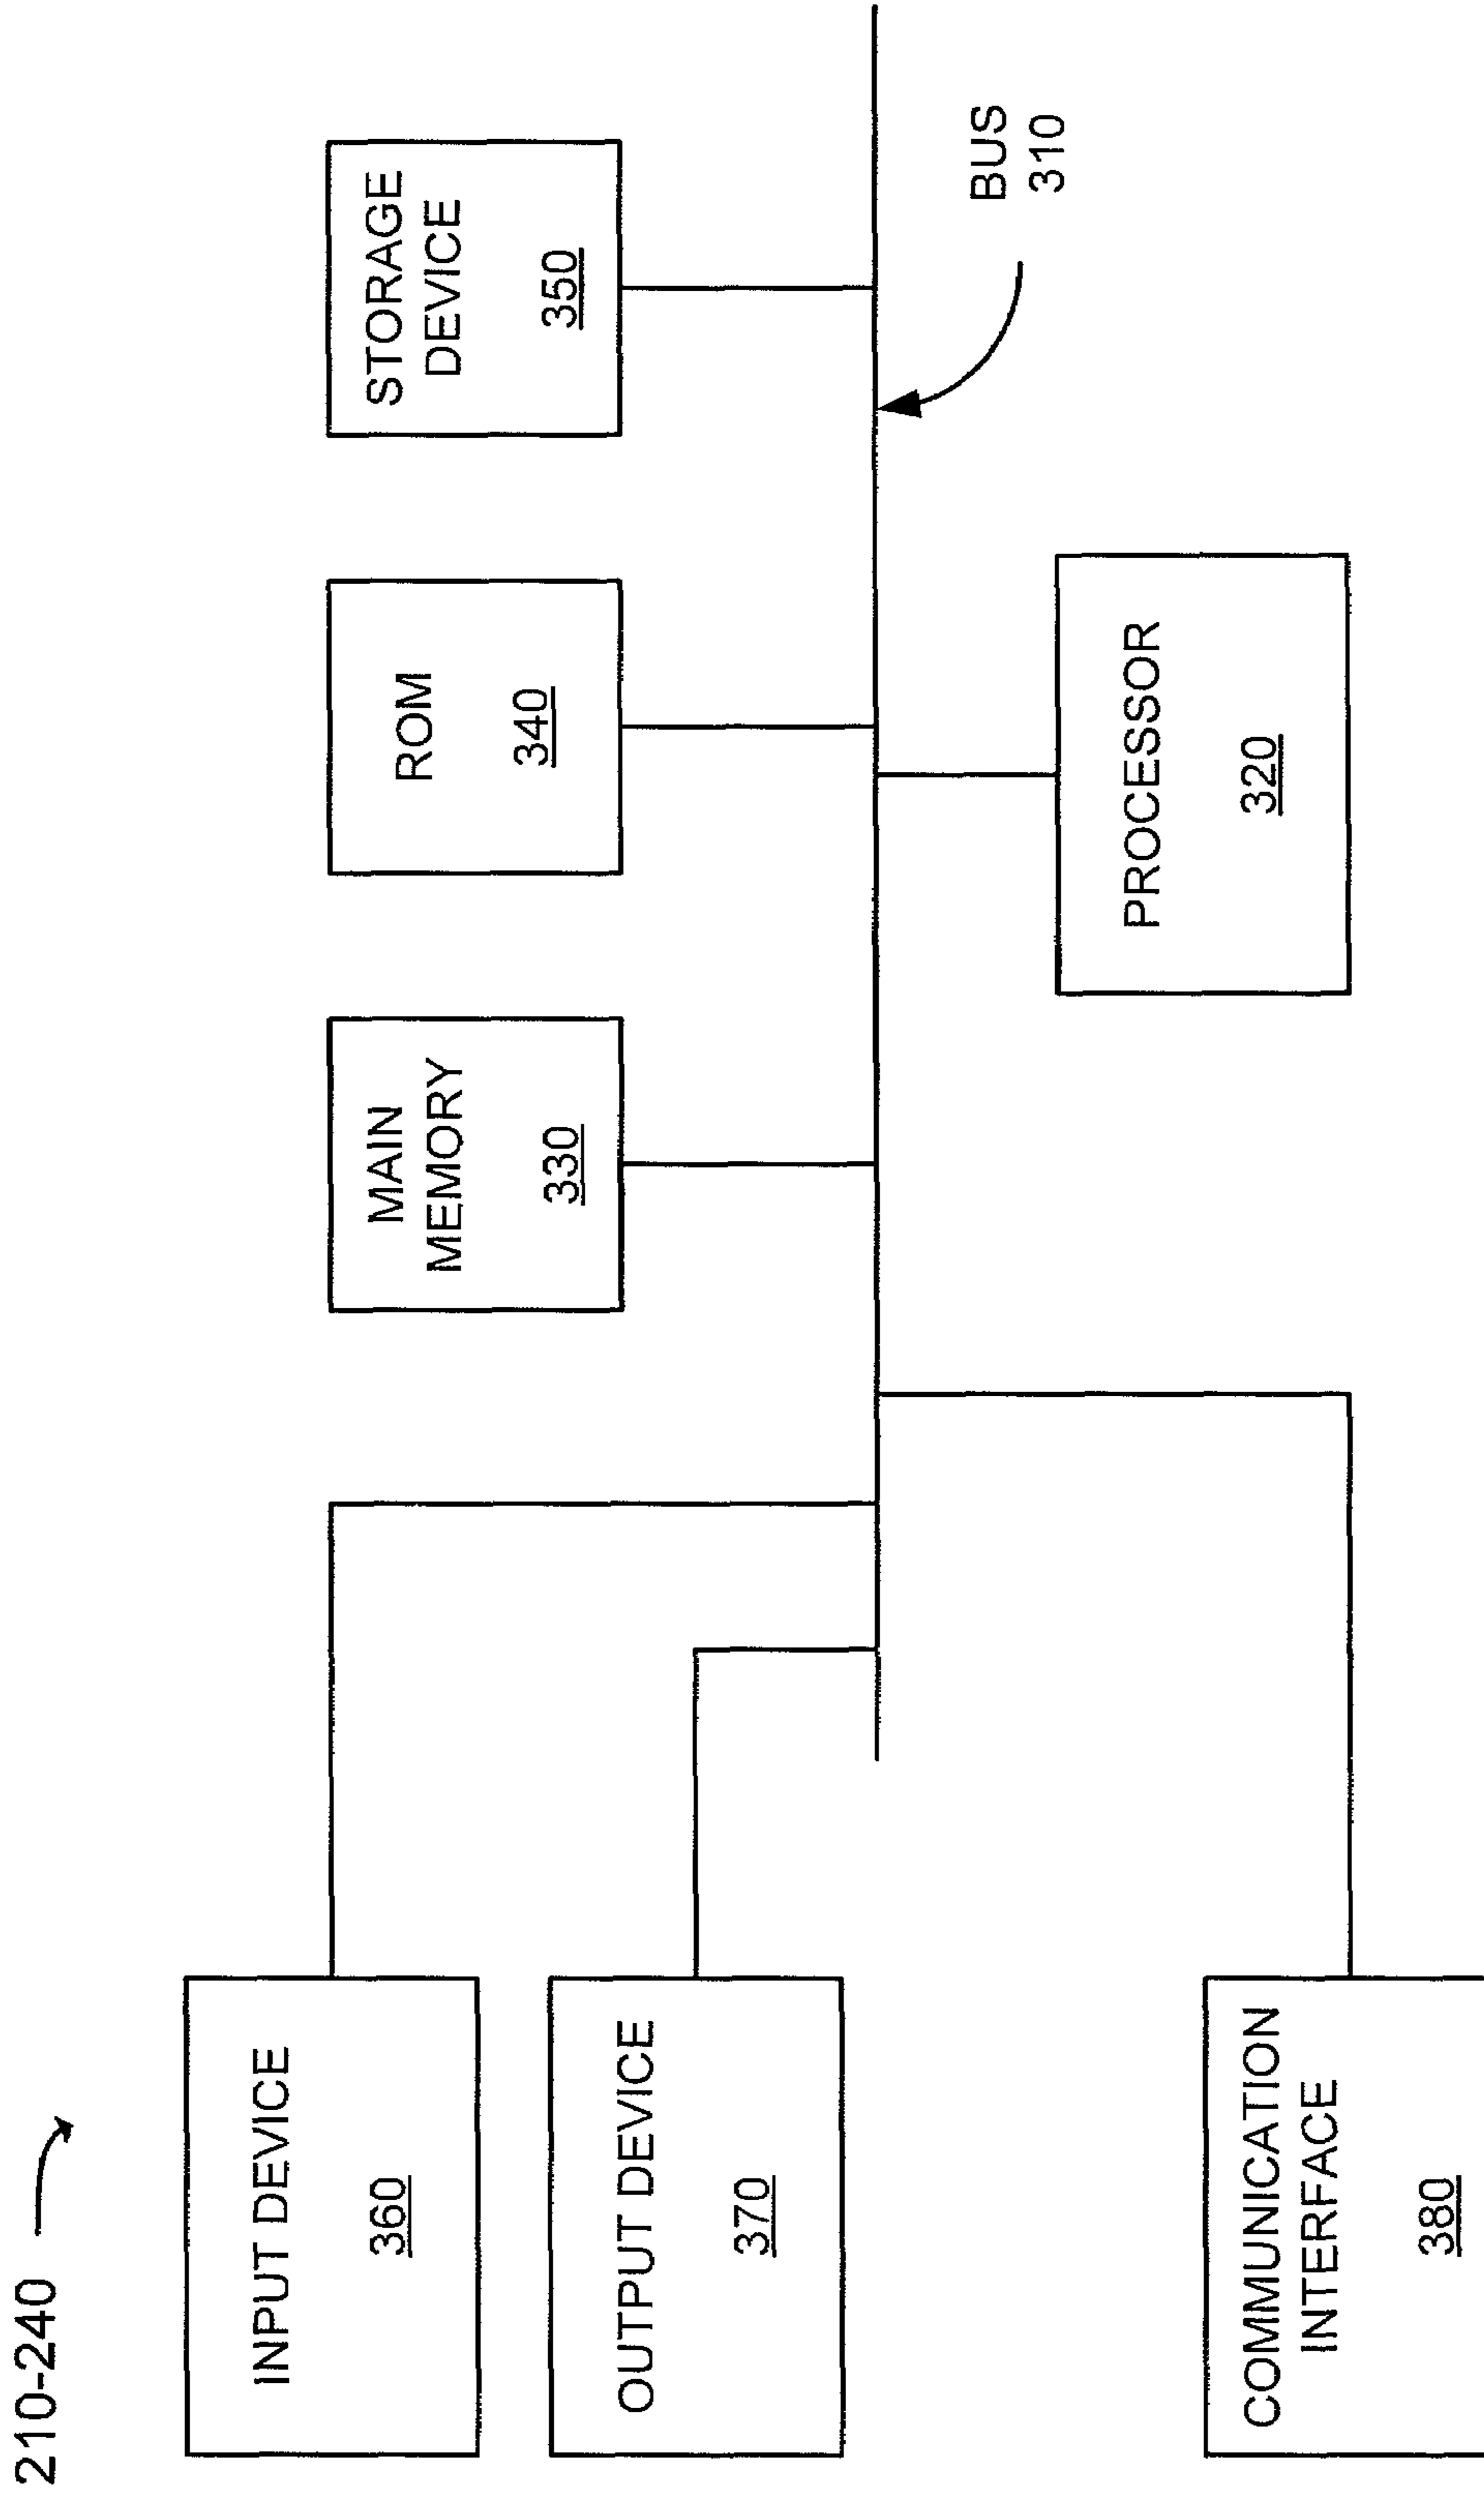 210-240
INPUT DEVICE
360
OUTPUT DEVICE
370
COMMUNICATION
INTERFACE
380
MAIN
MEMORY
330
ROM
340
STORAGE
DEVICE
350
PROCESSOR
320
BUS
310